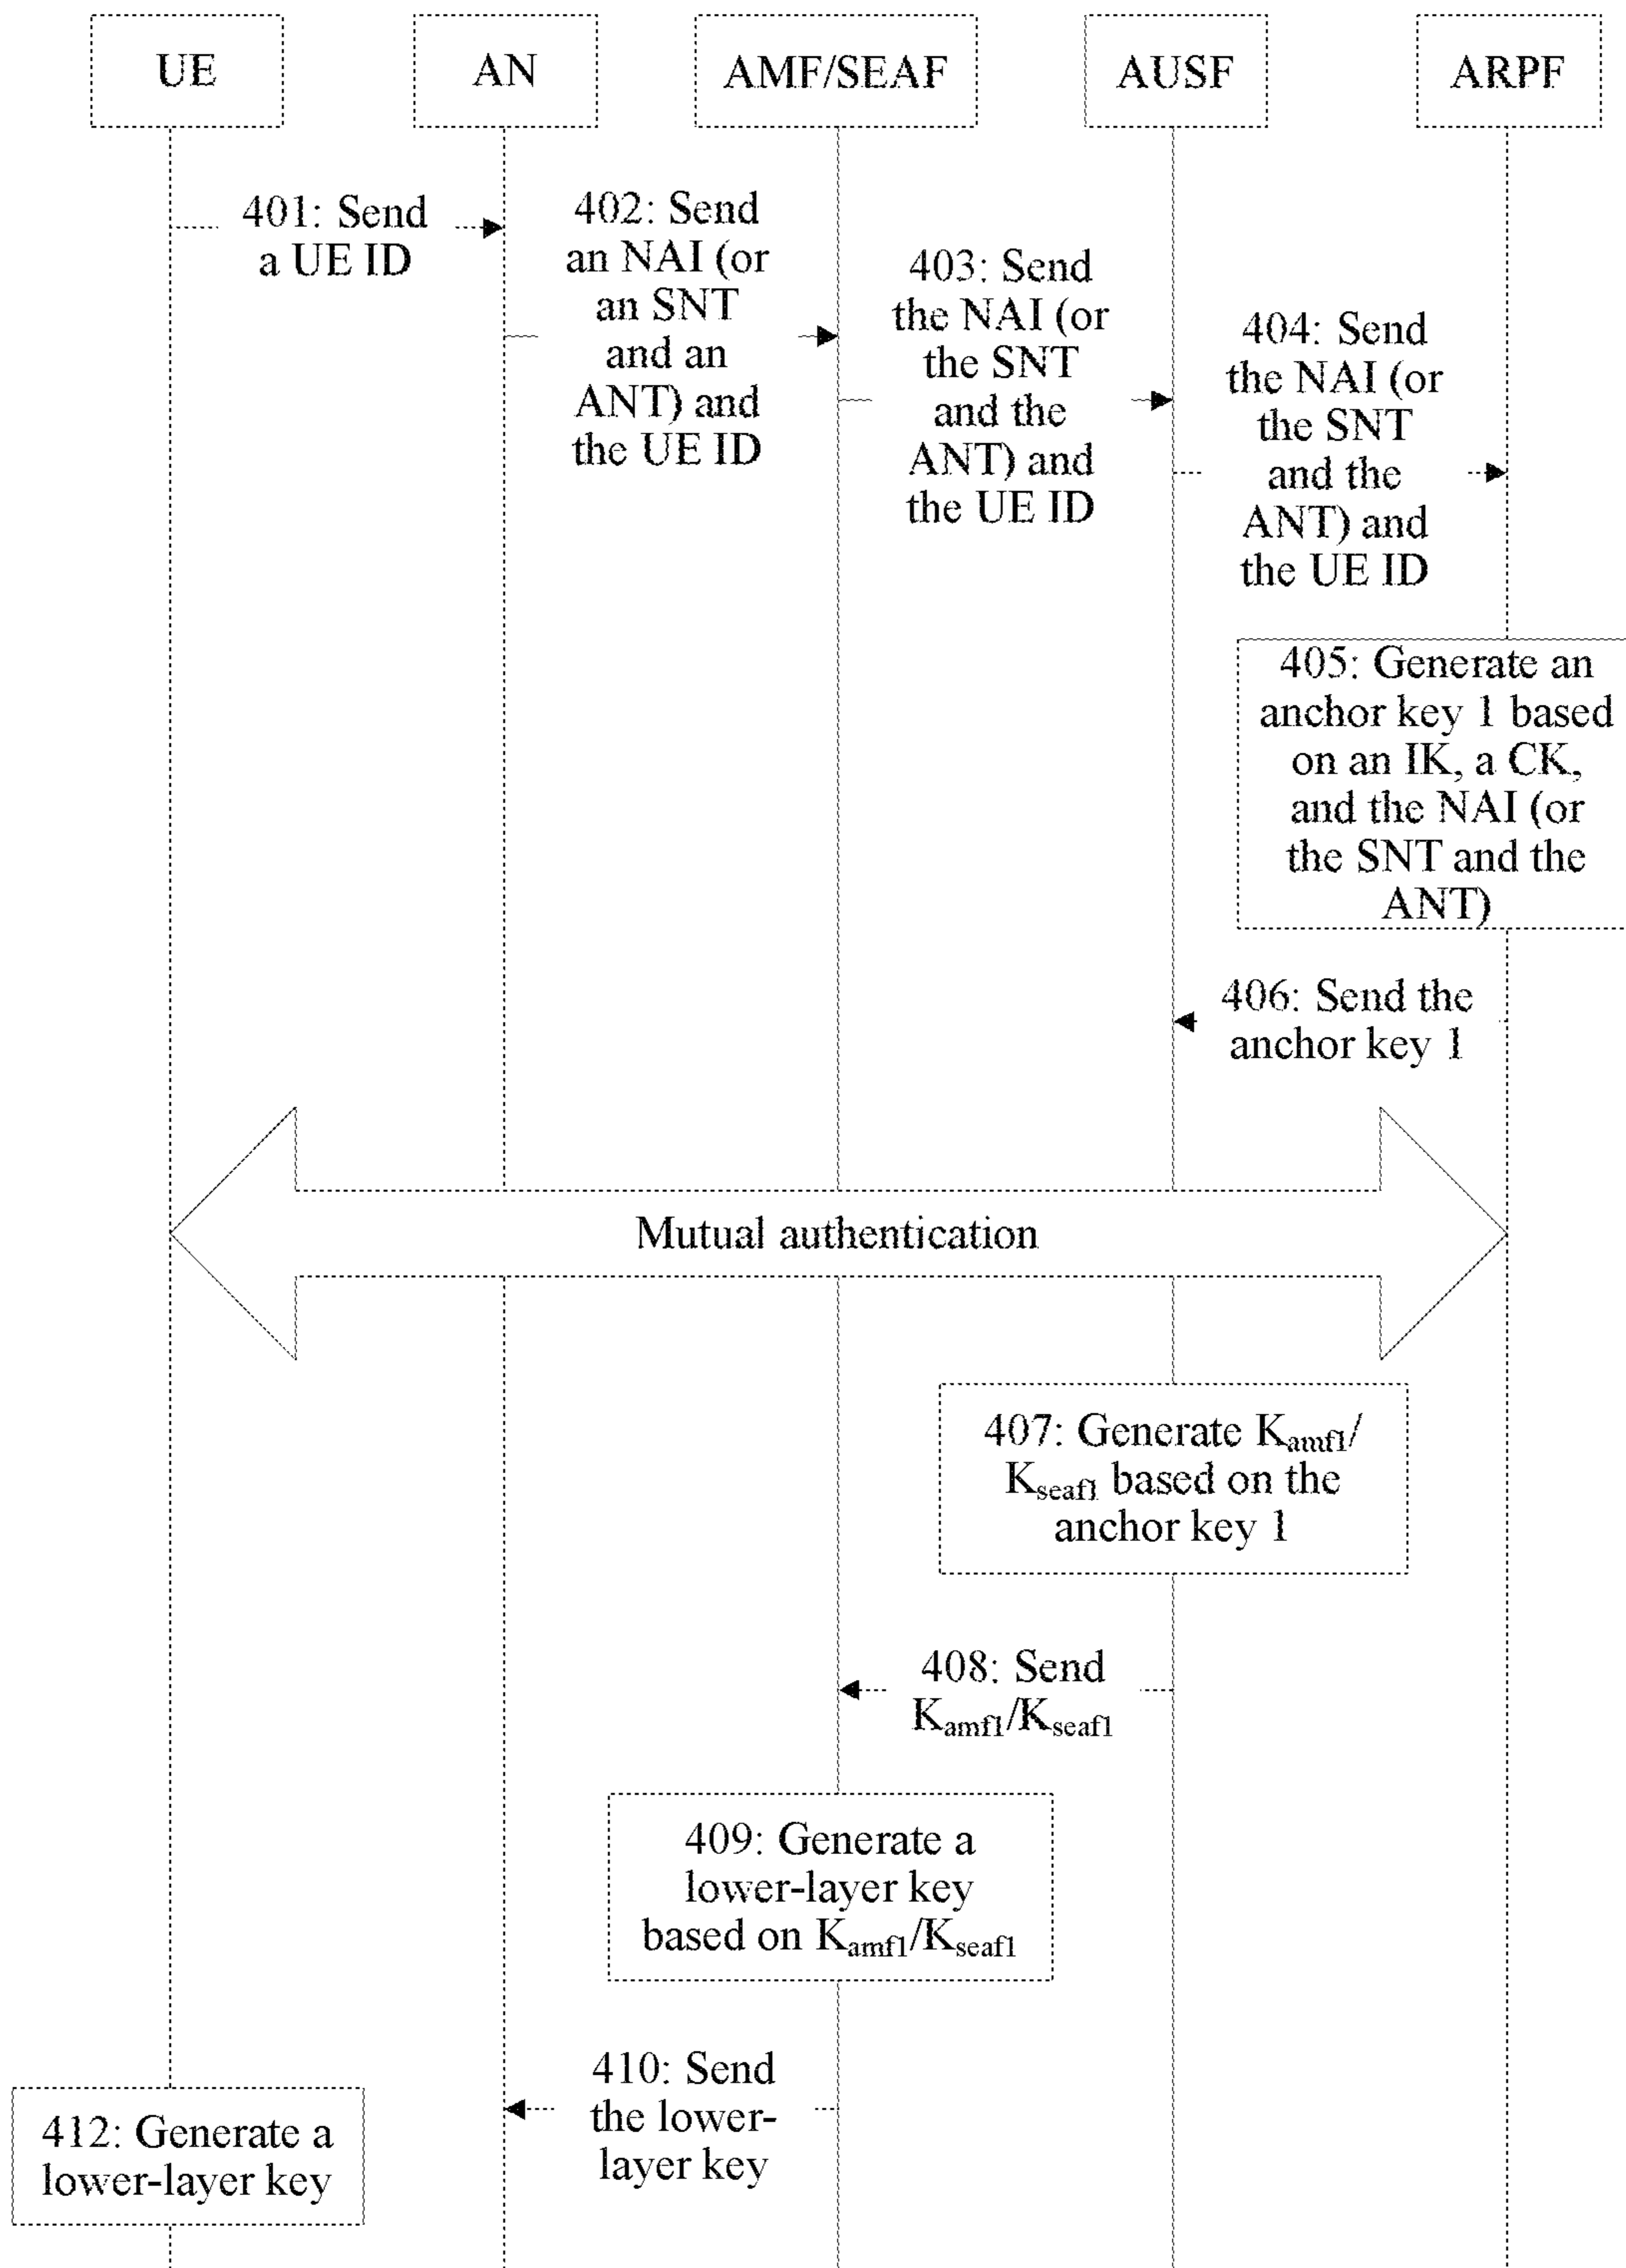 UE
AN
AMF/SEAF
AUSF
ARPF
401: Send
a UE ID
402: Send
an NAI (or
an SNT
and an
ANT) and
the UE ID
403: Send
the NAI (or
the SNT
and the
ANT) and
the UE ID
404: Send
the NAI (or
the SNT
and the
ANT) and
the UE ID
405: Generate an
anchor key 1 based
on an IK, a CK,
and the NAI (or
the SNT and the
ANT)
406: Send the
anchor key 1
Mutual authentication
407: Generate Kamf1/
Kseaf1 based on the
anchor key 1
408: Send
Kamf1/Kseaf1
409: Generate a
lower-layer key
based on Kamf1/Kseaf1
410: Send
the lower-
layer key
412: Generate a
lower-layer key